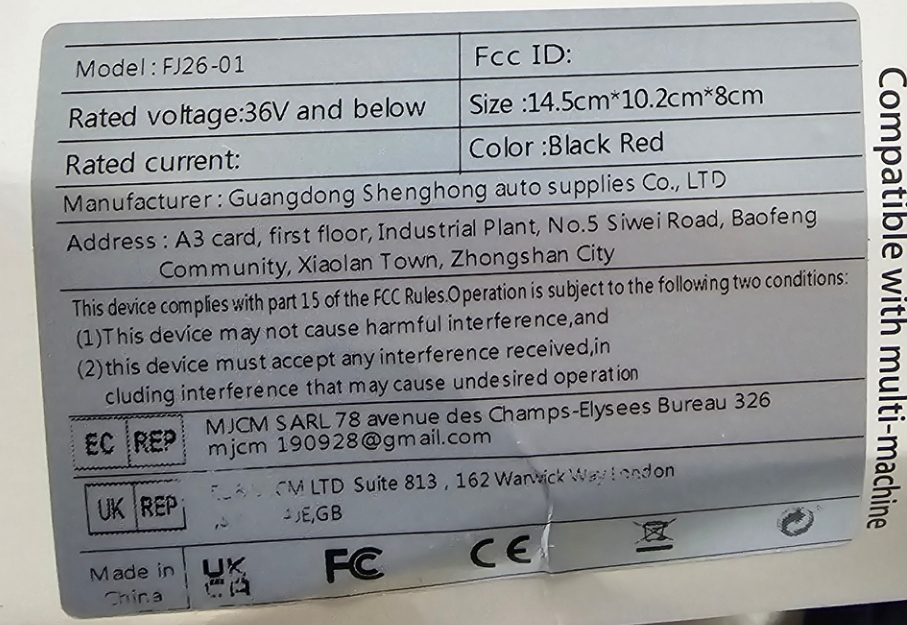 Model : FJ26-01
Fcc ID:
Rated voltage:36V and below
Size :14.5cm*10.2cm*8cm
Rated current:
Color :Black Red
Manufacturer : Guangdong Shenghong auto supplies Co., LTD
Address : A3 card, first floor, Industrial Plant, No.5 Siwei Road, Baofeng
Community, Xiaolan Town, Zhongshan City
This device complies with part 15 of the FCC Rules.Operation is subject to the following two conditions:
(1)This device may not cause harmful interference,and
(2)this device must accept any interference received,in
cluding interference that may cause undesired operation
EC REP
MJCM SARL 78 avenue des Champs-Elysees Bureau 326
mjcm 190928@gmail.com
UK REP
LTD Suite 813 , 162 Warwick Way London
,GB
Made in
China
UK
CA
FC
CE
Compatible with multi-machine